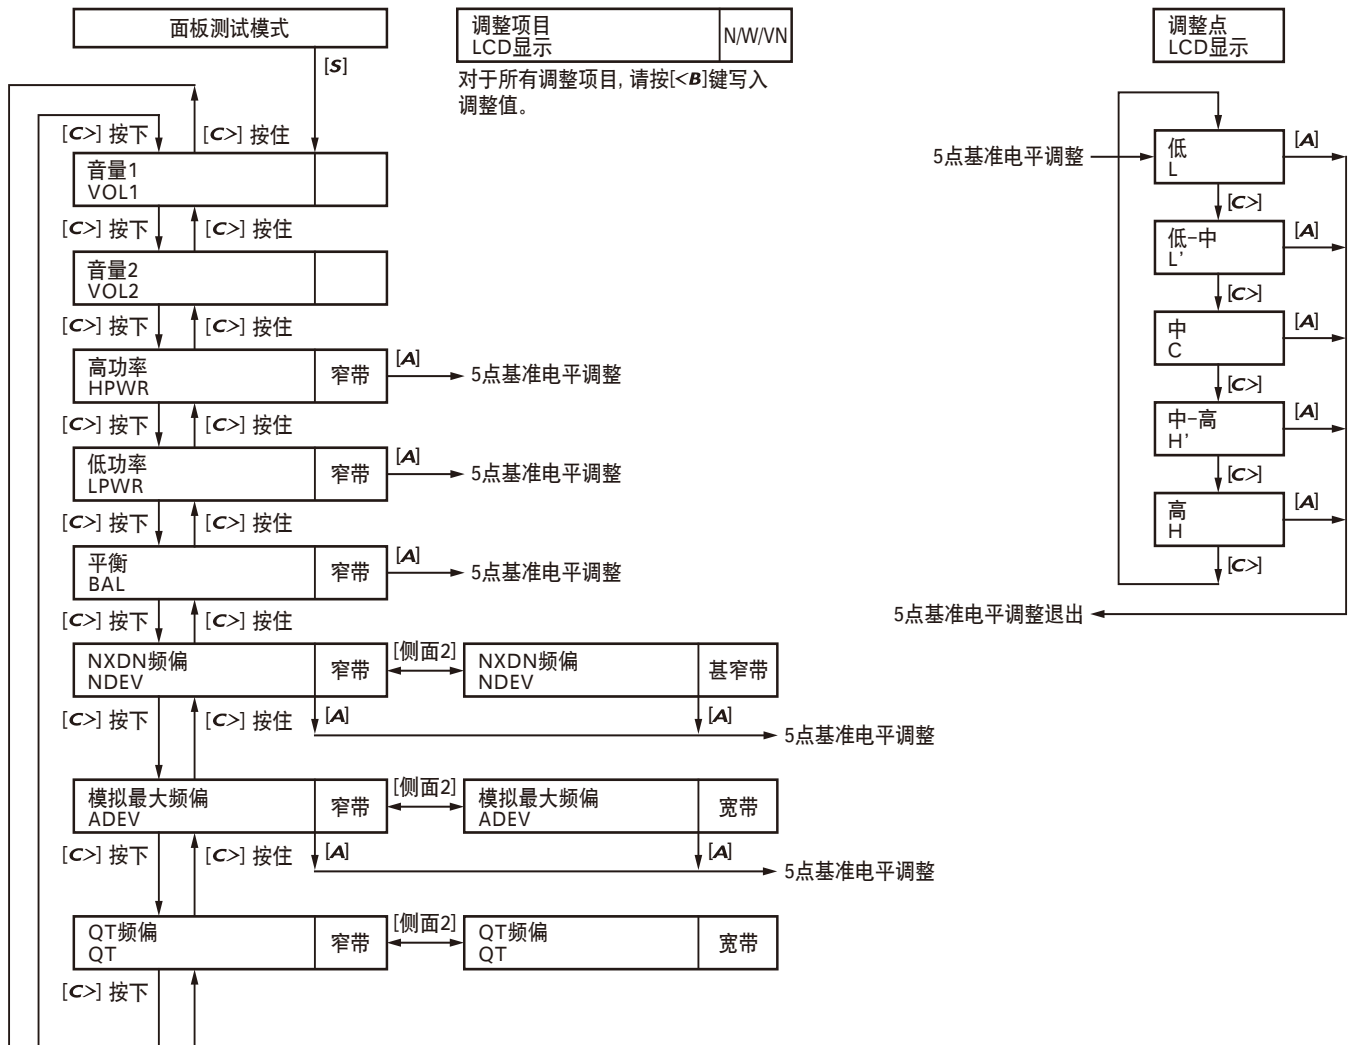 面板测试模式
调整项目
LCD显示
N/W/VN
调整点
LCD显示
[S]
对于所有调整项目, 请按[<B]键写入
调整值。
[C>] 按下
[C>] 按住
音量1
VOL1
[C>] 按下
[C>] 按住
音量2
VOL2
[C>] 按下
[C>] 按住
高功率
HPWR
窄带
[A]
5点基准电平调整
[C>] 按下
[C>] 按住
低功率
LPWR
窄带
[A]
5点基准电平调整
[C>] 按下
[C>] 按住
平衡
BAL
窄带
[A]
5点基准电平调整
[C>] 按下
[C>] 按住
NXDN频偏
NDEV
窄带
[侧面2]
NXDN频偏
NDEV
甚窄带
[C>] 按下
[C>] 按住
[A]
[A]
5点基准电平调整
模拟最大频偏
ADEV
窄带
[侧面2]
模拟最大频偏
ADEV
宽带
[C>] 按下
[C>] 按住
[A]
[A]
5点基准电平调整
QT频偏
QT
窄带
[侧面2]
QT频偏
QT
宽带
[C>] 按下
5点基准电平调整
低
L
[A]
[C>]
低-中
L'
[A]
[C>]
中
C
[A]
[C>]
中-高
H'
[A]
[C>]
高
H
[A]
[C>]
5点基准电平调整退出